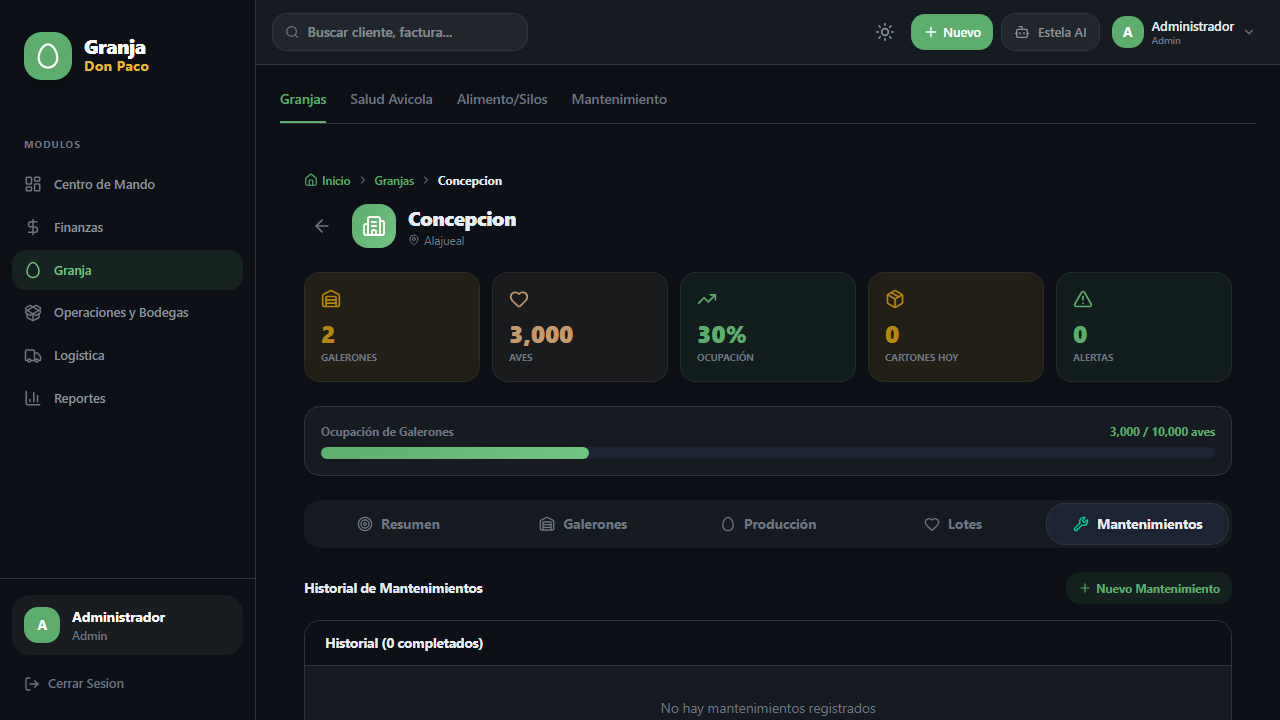 Granja
Don Paco
MODULOS
Centro de Mando
Finanzas
Granja
Operaciones y Bodegas
Logistica
Reportes
A
Administrador
Admin
Cerrar Sesion
Buscar cliente, factura...
Nuevo
Estela AI
A
Administrador
Admin
Granjas
Salud Avicola
Alimento/Silos
Mantenimiento
Inicio > Granjas > Concepcion
Concepcion
Alajueal
2
GALERONES
3,000
AVES
30%
OCUPACIÓN
0
CARTONES HOY
0
ALERTAS
Ocupación de Galerones
3,000 / 10,000 aves
Resumen
Galerones
Producción
Lotes
Mantenimientos
Historial de Mantenimientos
+ Nuevo Mantenimiento
Historial (0 completados)
No hay mantenimientos registrados